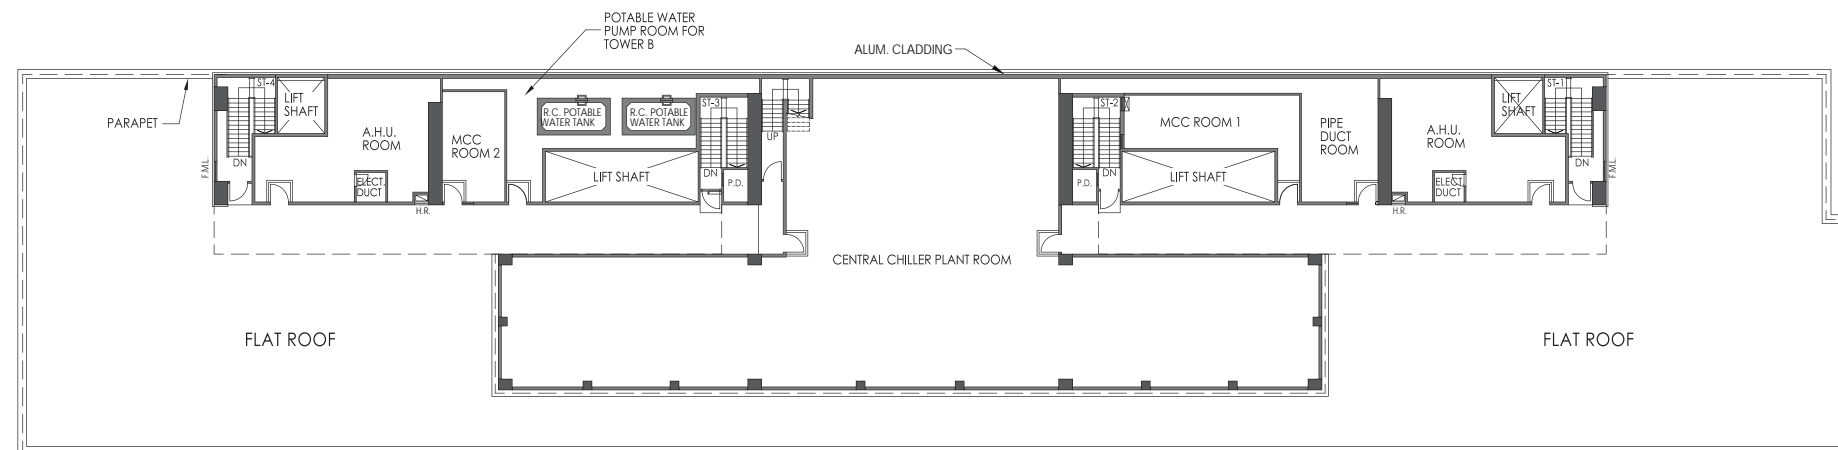 POTABLE WATER
PUMP ROOM FOR
TOWER B
ALUM. CLADDING
PARAPET
ST-4
LIFT
SHAFT
A.H.U.
ROOM
MCC
ROOM 2
R.C. POTABLE
WATER TANK
R.C. POTABLE
WATER TANK
ST-3
UP
ST-2
MCC ROOM 1
PIPE
DUCT
ROOM
A.H.U.
ROOM
LIFT
SHAFT
ST-1
F.M.L.
DN
ELECT.
DUCT
H.R.
LIFT SHAFT
DN
P.D.
P.D.
DN
LIFT SHAFT
H.R.
ELECT.
DUCT
DN
F.M.L.
CENTRAL CHILLER PLANT ROOM
FLAT ROOF
FLAT ROOF